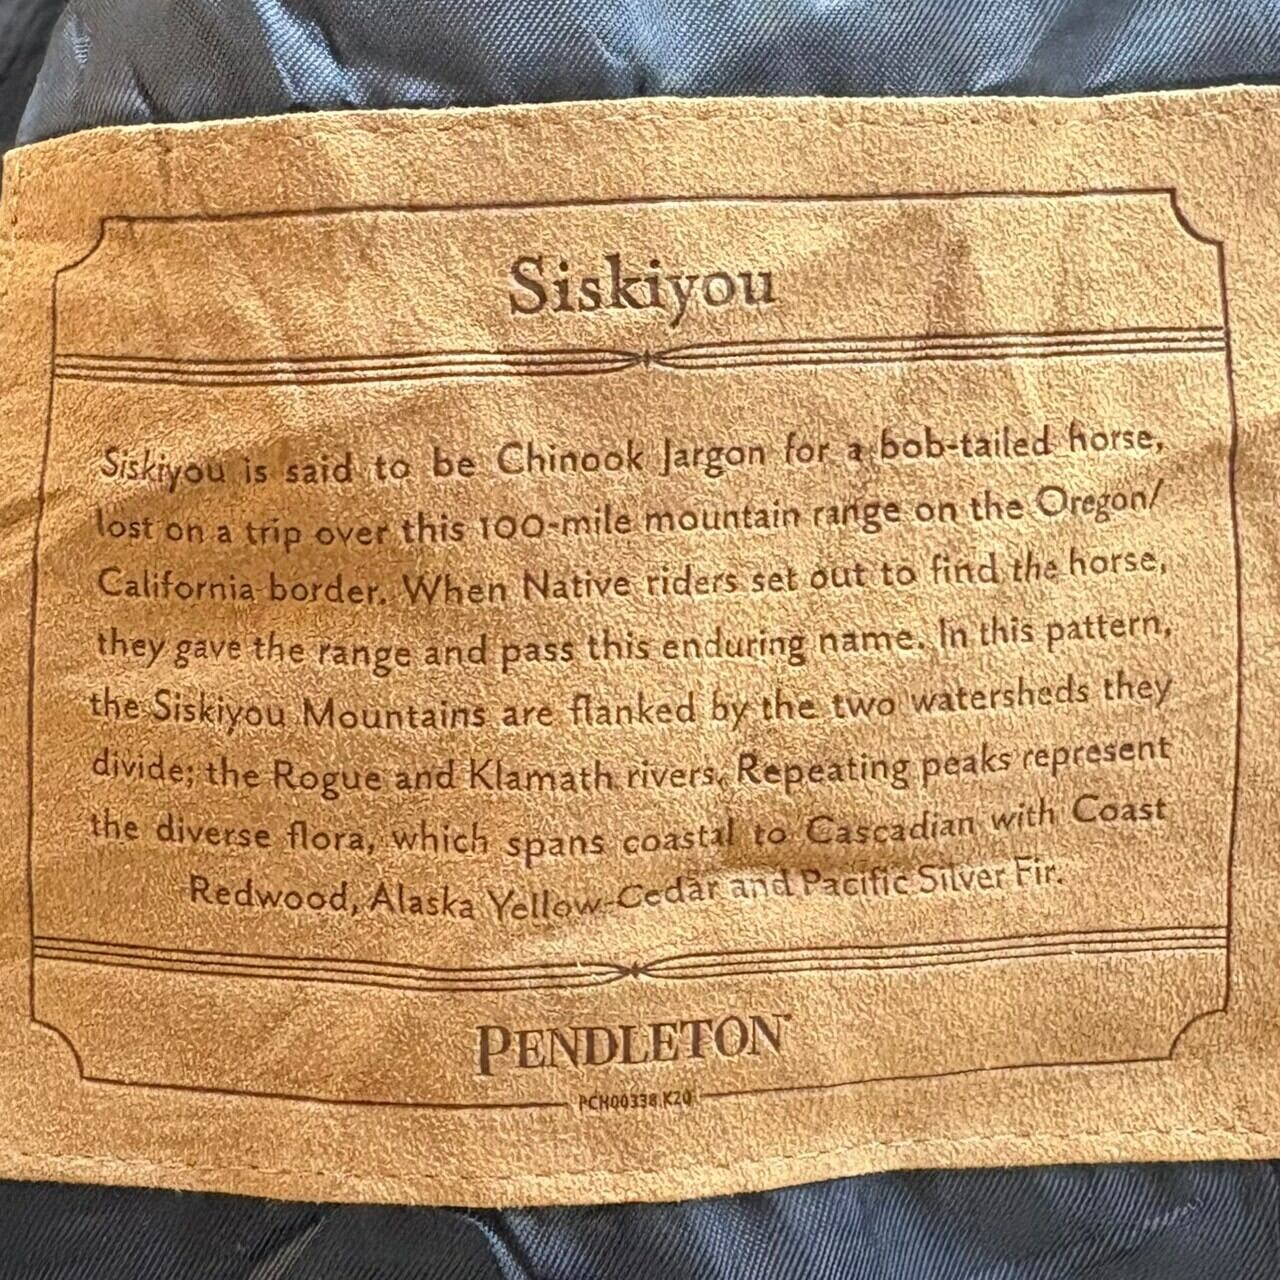 Siskiyou
Siskiyou is said to be Chinook Jargon for a bob-tailed horse,
lost on a trip over this 100-mile mountain range on the Oregon/
California border. When Native riders set out to find the horse,
they gave the range and pass this enduring name. In this pattern,
the Siskiyou Mountains are flanked by the two watersheds they
divide; the Rogue and Klamath rivers. Repeating peaks represent
the diverse flora, which spans coastal to Cascadian with Coast
Redwood, Alaska Yellow-Cedar and Pacific Silver Fir.
PENDLETON™
PCH00338 K20